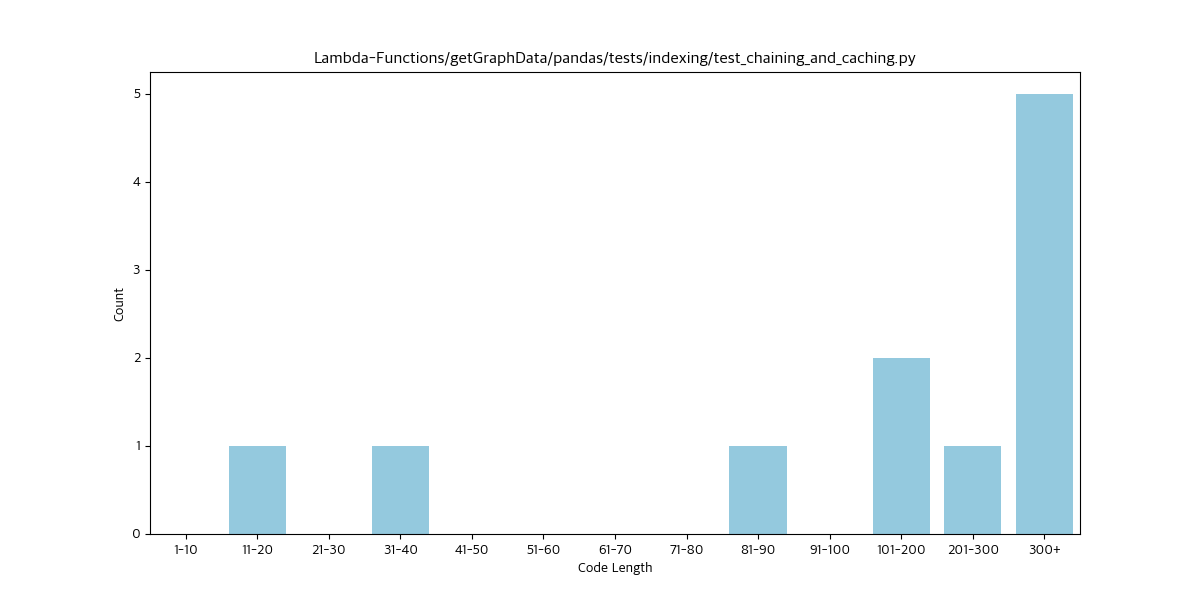 Lambda-Functions/getGraphData/pandas/tests/indexing/test_chaining_and_caching.py
5
4
3
2
1
0
Count
1-10 11-20 21-30 31-40 41-50 51-60 61-70 71-80 81-90 91-100 101-200 201-300 300+
Code Length